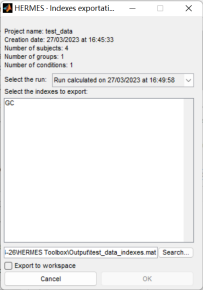 HERMES - Indexes exportati...
Project name: test_data
Creation date: 27/03/2023 at 16:45:33
Number of subjects: 4
Number of groups: 1
Number of conditions: 1
Select the run: Run calculated on 27/03/2023 at 16:49:58
Select the indexes to export:
GC
-26\HERMES Toolbox\Output\test_data_indexes.mat Search...
Export to workspace
Cancel OK